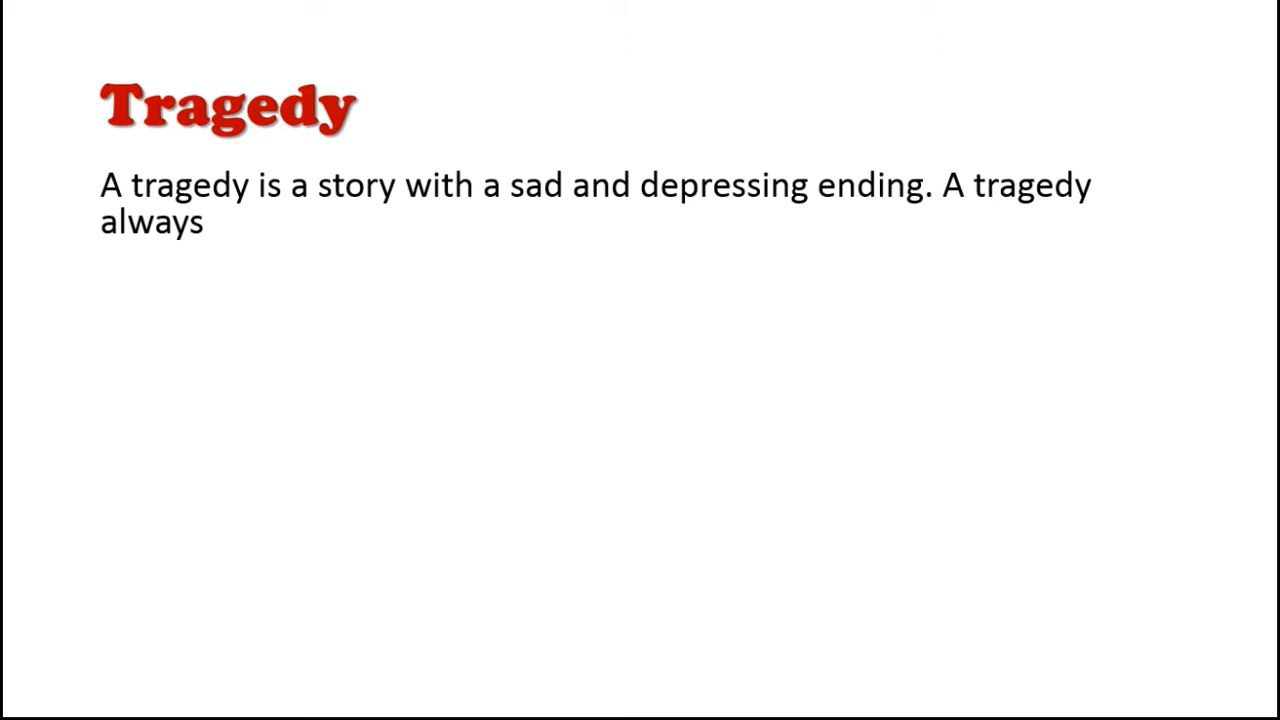 Tragedy
A tragedy is a story with a sad and depressing ending. A tragedy
always